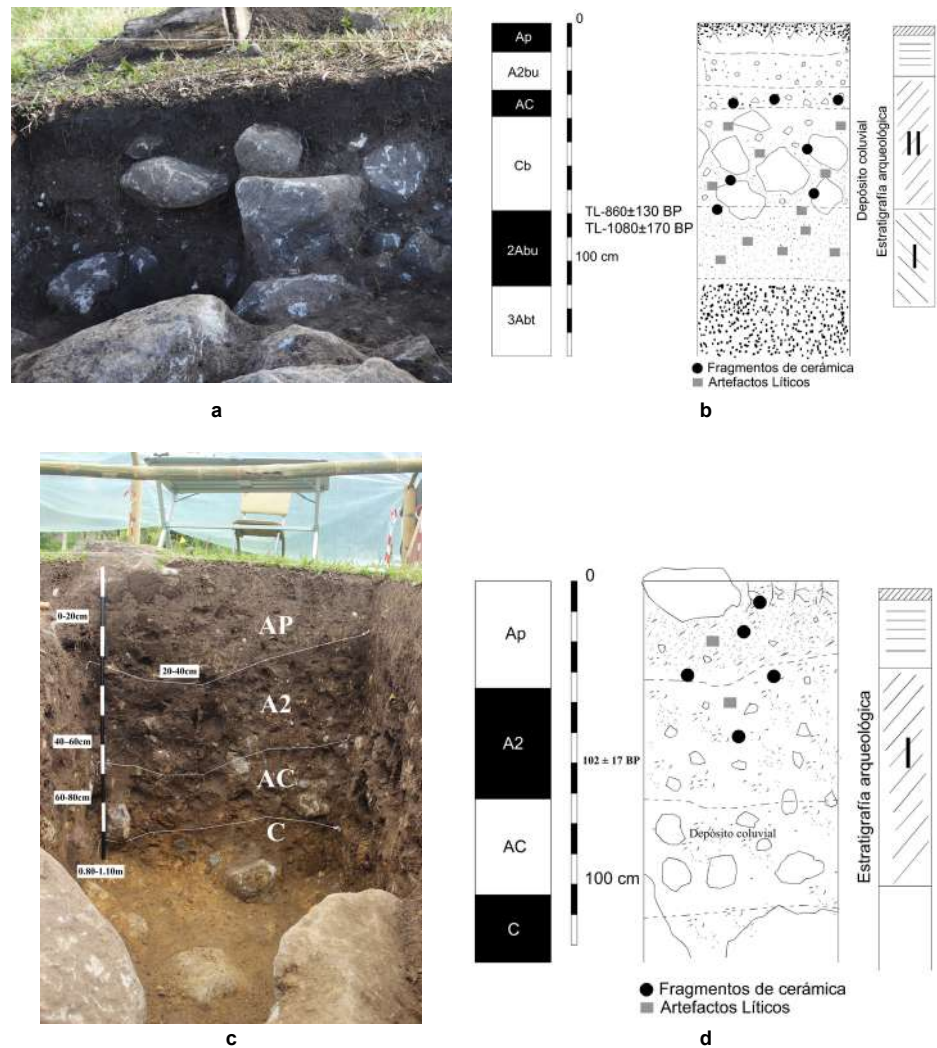 0
Ap
A2bu
AC
Cb
2Abu
3Abt
TL-860±130 BP
TL-1080±170 BP
100 cm
Depósito coluvial
Estratigrafía arqueológica
II
I
Fragmentos de cerámica
Artefactos Líticos
a
b
0-20cm
AP
20-40cm
A2
40-60cm
AC
60-80cm
C
0.80-1.10m
0
Ap
A2
AC
C
102 ± 17 BP
100 cm
Depósito coluvial
Estratigrafía arqueológica
I
Fragmentos de cerámica
Artefactos Líticos
c
d